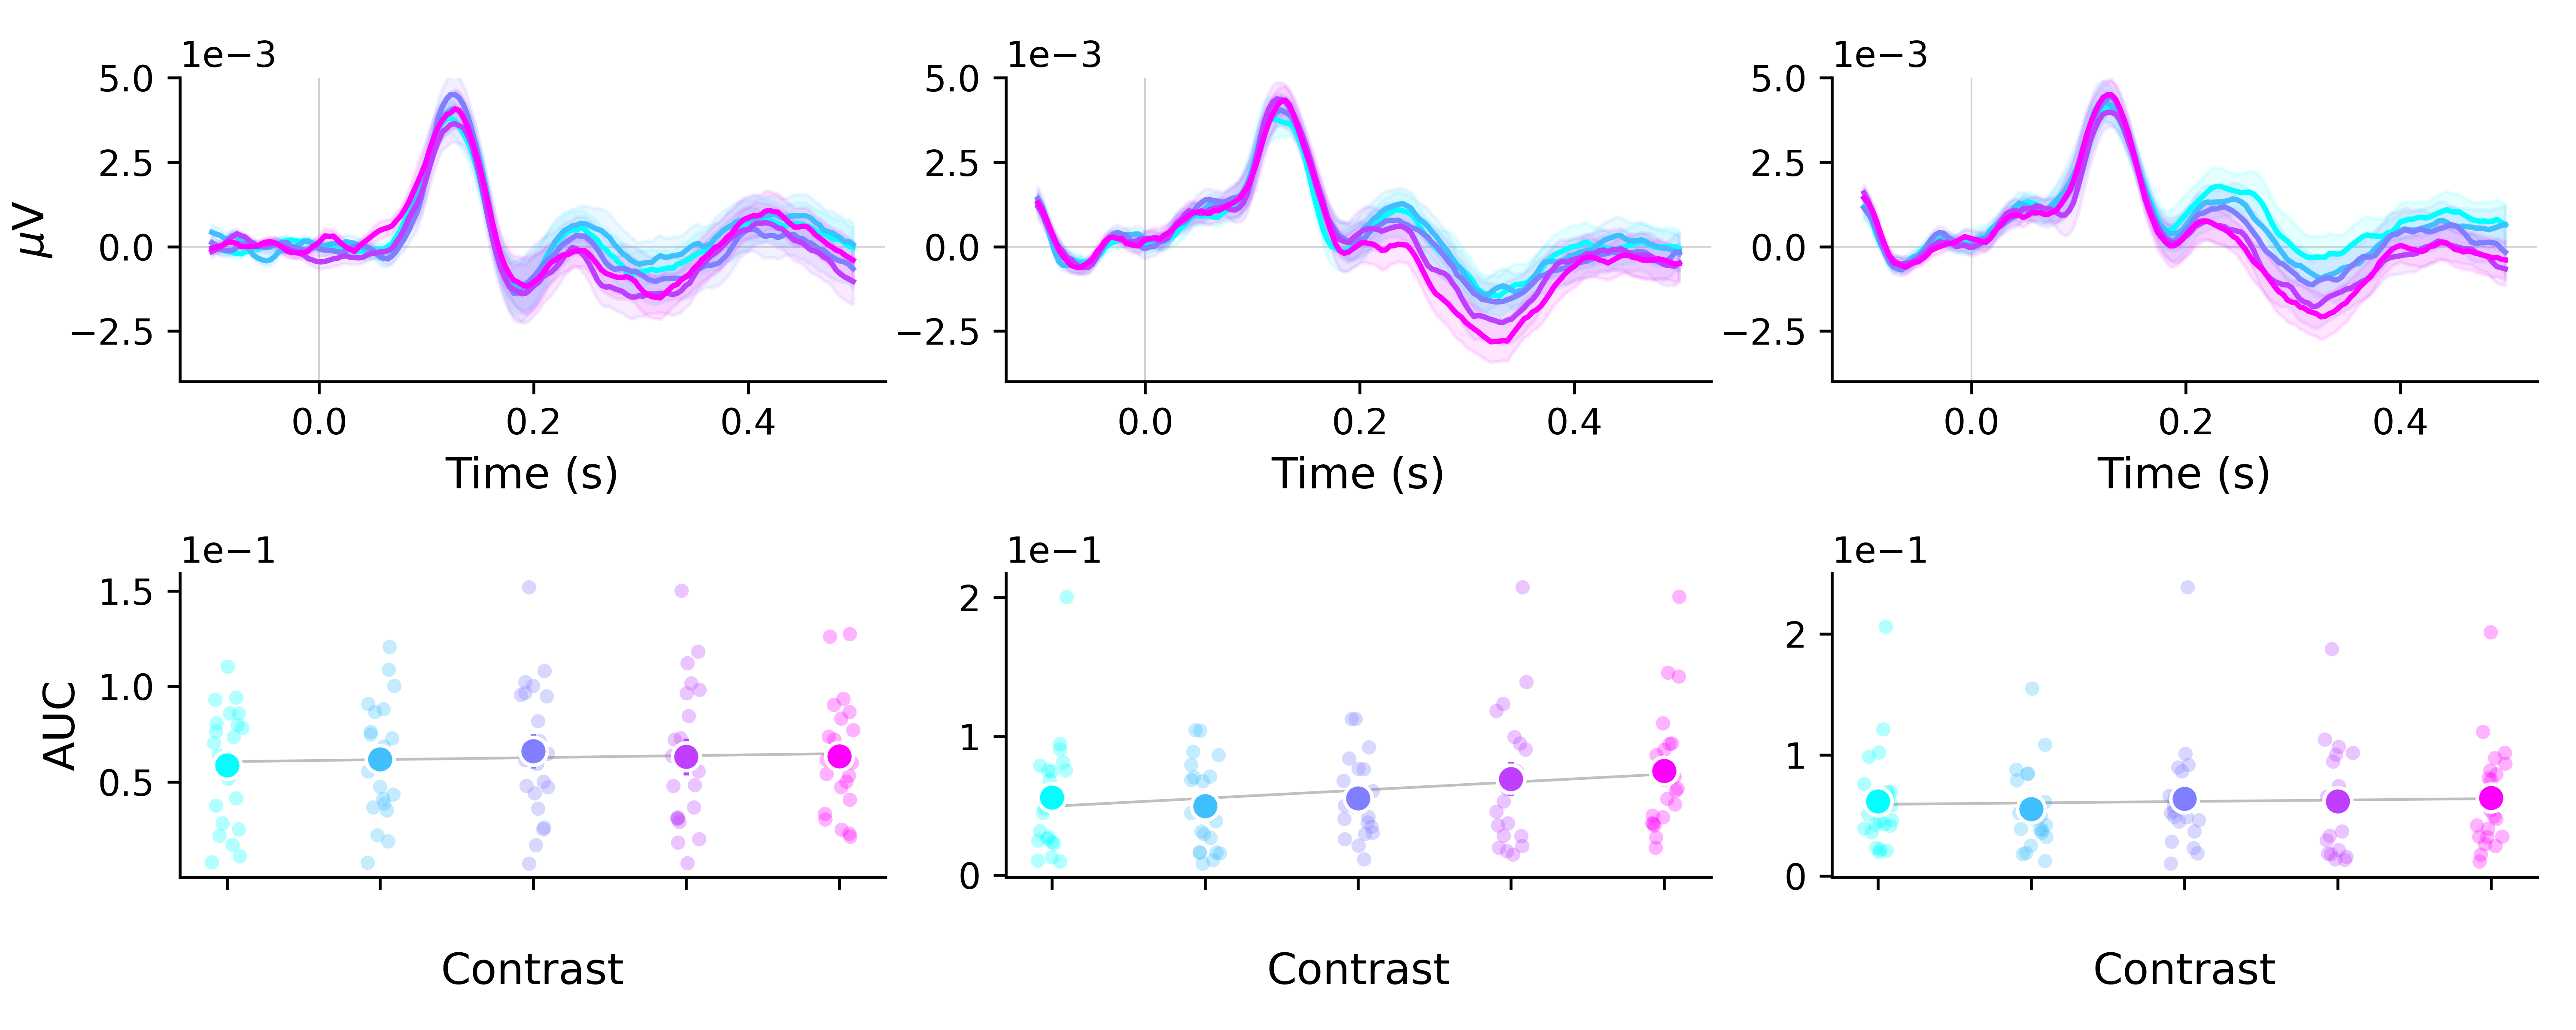 1e−3 1e−3 1e−3
5.0 5.0 5.0
2.5 2.5 2.5
μV
0.0 0.0 0.0
−2.5 −2.5 −2.5
0.0 0.2 0.4 0.0 0.2 0.4 0.0 0.2 0.4
Time (s) Time (s) Time (s)
1e−1 1e−1 1e−1
1.5 2 2
AUC
1.0 1 1
0.5 0 0
Contrast Contrast Contrast